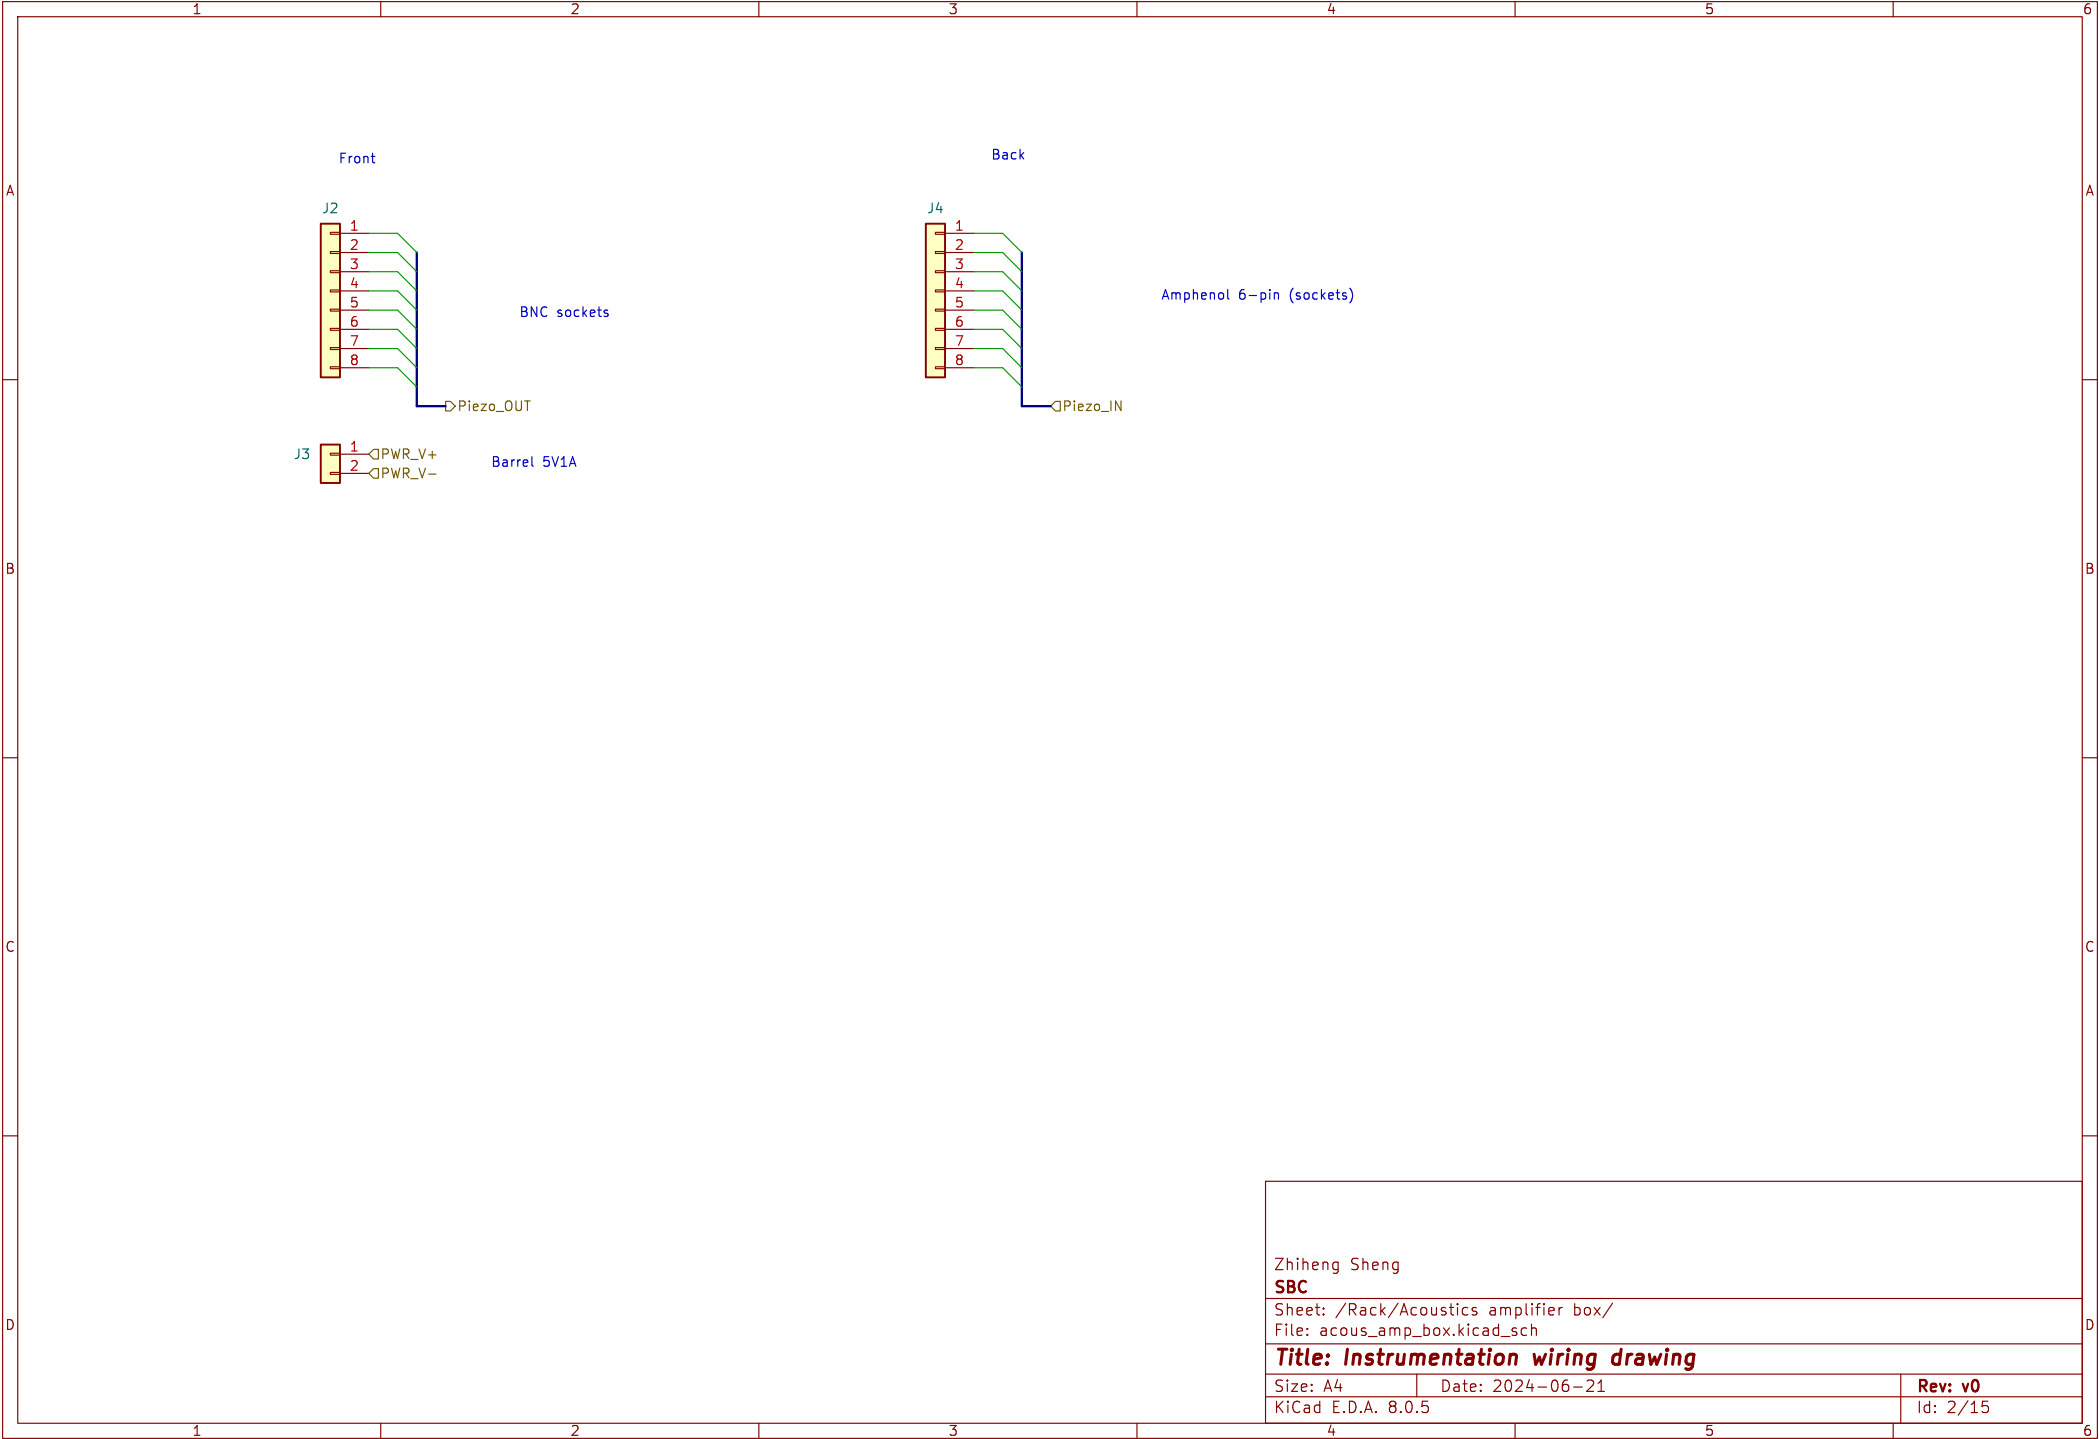 1 2 3 4 5 6
Front
Back
A A
J2
J4
1
2
3
4
5
6
7
8
1
2
3
4
5
6
7
8
BNC sockets
Amphenol 6-pin (sockets)
Piezo_OUT
Piezo_IN
J3
1
2
PWR_V+
PWR_V-
Barrel 5V1A
B B
C C
D D
Zhiheng Sheng
SBC
Sheet: /Rack/Acoustics amplifier box/
File: acous_amp_box.kicad_sch
Title: Instrumentation wiring drawing
Size: A4 Date: 2024-06-21 Rev: v0
KiCad E.D.A. 8.0.5 Id: 2/15
1 2 3 4 5 6